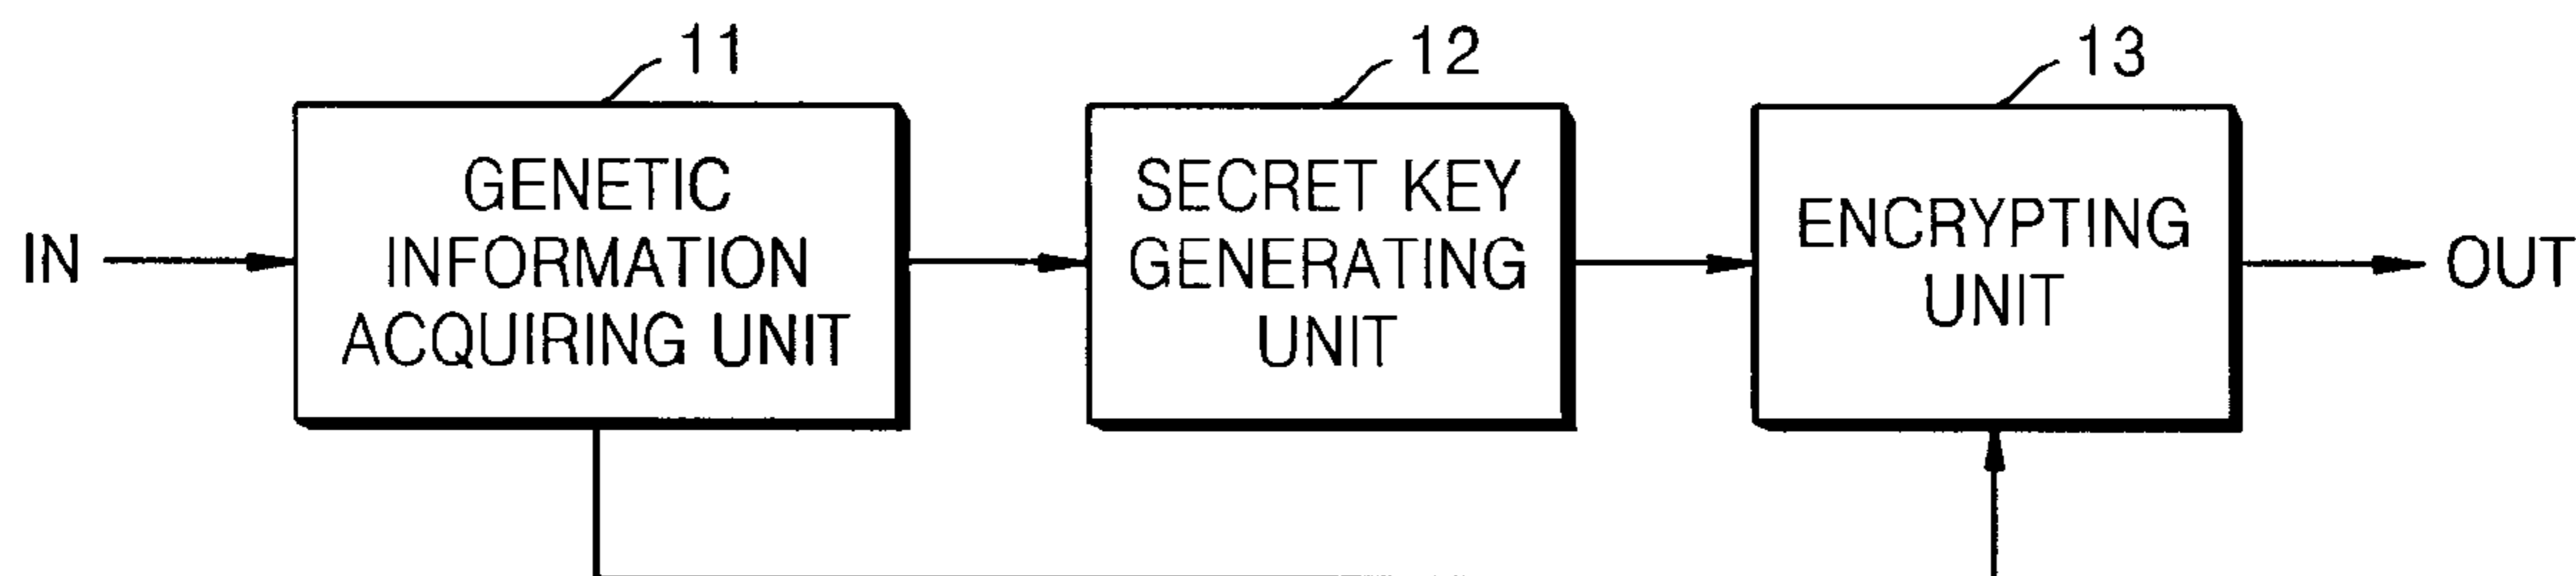 11
12
13
IN
GENETIC
INFORMATION
ACQUIRING UNIT
SECRET KEY
GENERATING
UNIT
ENCRYPTING
UNIT
OUT